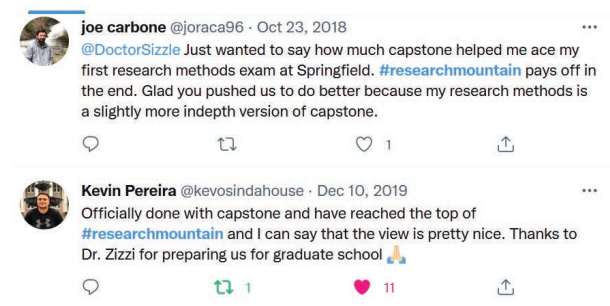 joe carbone @joraca96 · Oct 23, 2018
@DoctorSizzle Just wanted to say how much capstone helped me ace my
first research methods exam at Springfield. #researchmountain pays off in
the end. Glad you pushed us to do better because my research methods is
a slightly more indepth version of capstone.
1
Kevin Pereira @kevosindahouse · Dec 10, 2019
Officially done with capstone and have reached the top of
#researchmountain and I can say that the view is pretty nice. Thanks to
Dr. Zizzi for preparing us for graduate school 🙏🏻
1 11